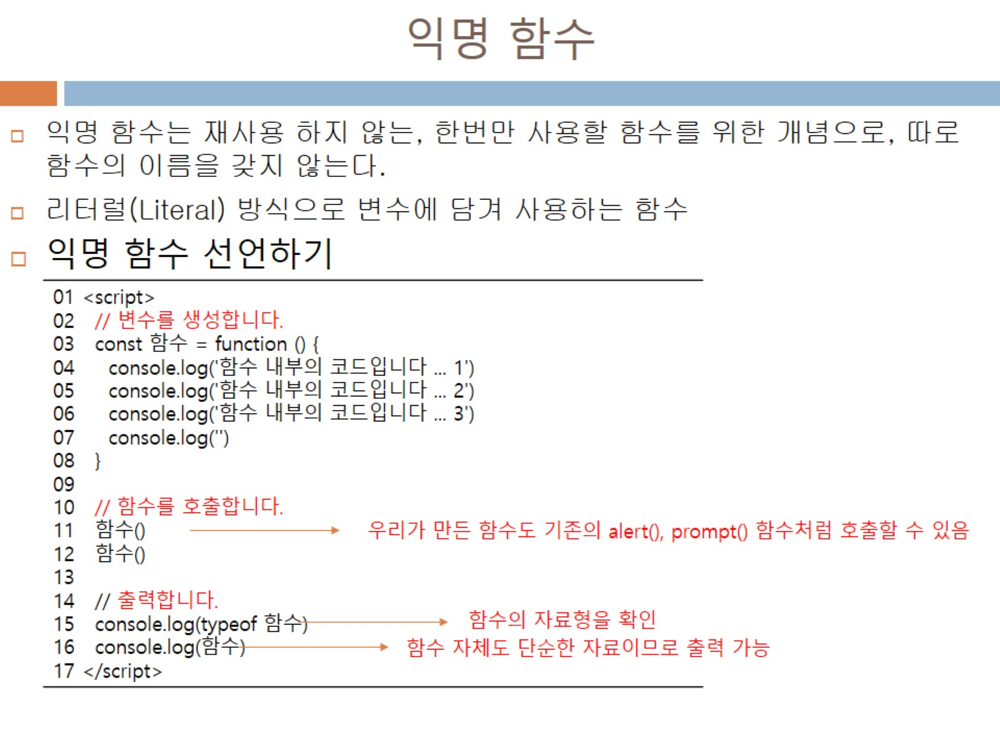 익명 함수
익명 함수는 재사용 하지 않는, 한번만 사용할 함수를 위한 개념으로, 따로
함수의 이름을 갖지 않는다.
리터럴(Literal) 방식으로 변수에 담겨 사용하는 함수
익명 함수 선언하기
01 <script>
02 // 변수를 생성합니다.
03 const 함수 = function () {
04 console.log('함수 내부의 코드입니다 ... 1')
05 console.log('함수 내부의 코드입니다 ... 2')
06 console.log('함수 내부의 코드입니다 ... 3')
07 console.log('')
08 }
09
10 // 함수를 호출합니다.
11 함수() 우리가 만든 함수도 기존의 alert(), prompt() 함수처럼 호출할 수 있음
12 함수()
13
14 // 출력합니다.
15 console.log(typeof 함수) 함수의 자료형을 확인
16 console.log(함수) 함수 자체도 단순한 자료이므로 출력 가능
17 </script>